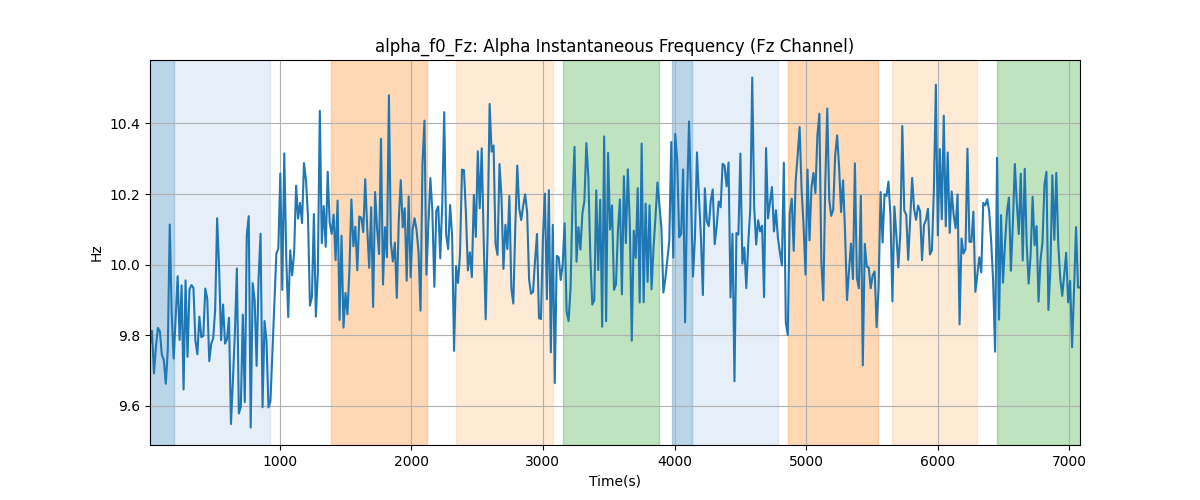 alpha_f0_Fz: Alpha Instantaneous Frequency (Fz Channel)
Hz
10.4
10.2
10.0
9.8
9.6
1000 2000 3000 4000 5000 6000 7000
Time(s)